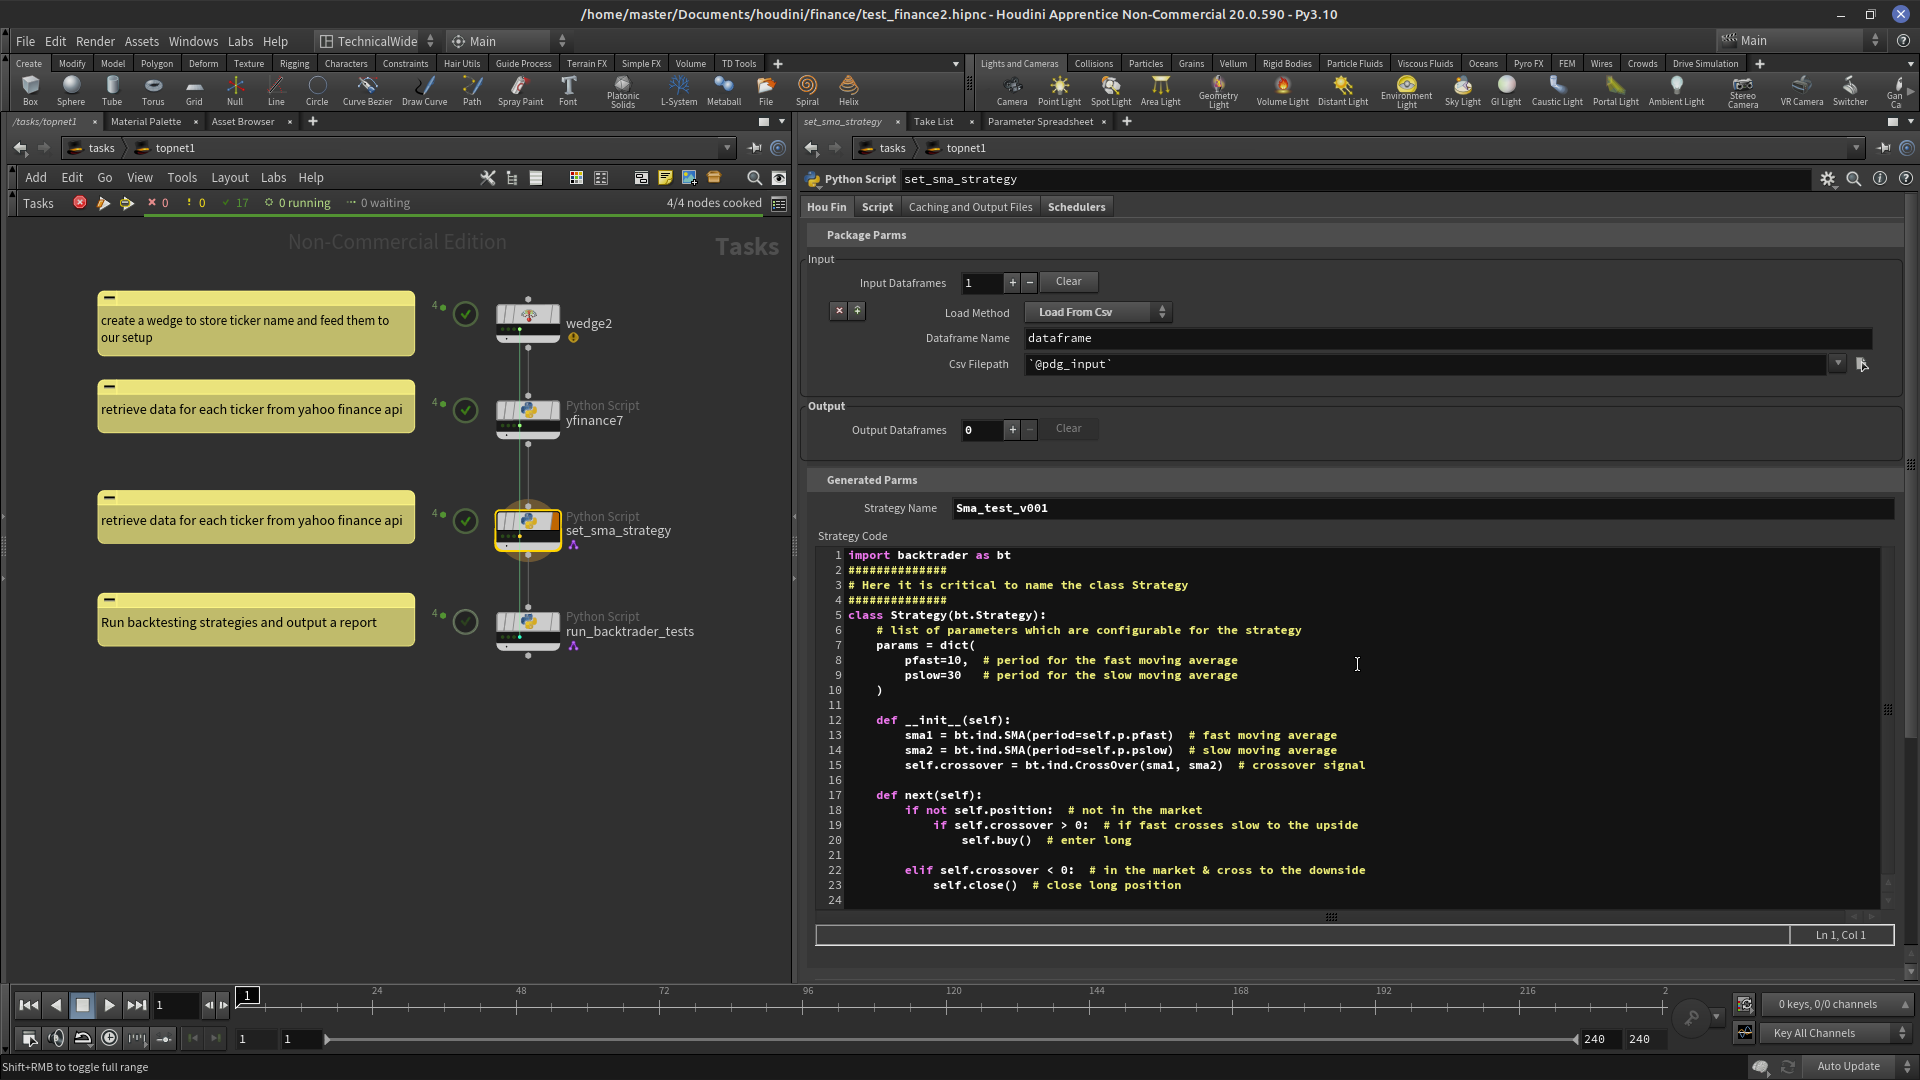 /home/master/Documents/houdini/finance/test_finance2.hipnc - Houdini Apprentice Non-Commercial 20.0.590 - Py3.10
File Edit Render Assets Windows Labs Help TechnicalWide Main Main
Create Modify Model Polygon Deform Texture Rigging Characters Constraints Hair Utils Guide Process Terrain FX Simple FX Volume TD Tools
Lights and Cameras Collisions Particles Grains Vellum Rigid Bodies Particle Fluids Viscous Fluids Oceans Pyro FX FEM Wires Crowds Drive Simulation
Box Sphere Tube Torus Grid Null Line Circle Curve Bezier Draw Curve Path Spray Paint Font Platonic Solids L-System Metaball File Spiral Helix
Camera Point Light Spot Light Area Light Geometry Light Volume Light Distant Light Environment Light Sky Light GI Light Caustic Light Portal Light Ambient Light Stereo Camera VR Camera Switcher Gan Ca
/tasks/topnet1 Material Palette Asset Browser
tasks topnet1
Add Edit Go View Tools Layout Labs Help
Tasks 0 0 17 0 running 0 waiting 4/4 nodes cooked
Non-Commercial Edition
Tasks
create a wedge to store ticker name and feed them to
our setup
4
wedge2
retrieve data for each ticker from yahoo finance api
4
Python Script
yfinance7
retrieve data for each ticker from yahoo finance api
4
Python Script
set_sma_strategy
Run backtesting strategies and output a report
4
Python Script
run_backtrader_tests
set_sma_strategy Take List Parameter Spreadsheet
tasks topnet1
Python Script set_sma_strategy
Hou Fin Script Caching and Output Files Schedulers
Package Parms
Input
Input Dataframes 1 Clear
Load Method Load From Csv
Dataframe Name dataframe
Csv Filepath `@pdg_input`
Output
Output Dataframes 0 Clear
Generated Parms
Strategy Name Sma_test_v001
Strategy Code
1 import backtrader as bt
2 ##############
3 # Here it is critical to name the class Strategy
4 ##############
5 class Strategy(bt.Strategy):
6 # list of parameters which are configurable for the strategy
7 params = dict(
8 pfast=10, # period for the fast moving average
9 pslow=30 # period for the slow moving average
10 )
11
12 def __init__(self):
13 sma1 = bt.ind.SMA(period=self.p.pfast) # fast moving average
14 sma2 = bt.ind.SMA(period=self.p.pslow) # slow moving average
15 self.crossover = bt.ind.CrossOver(sma1, sma2) # crossover signal
16
17 def next(self):
18 if not self.position: # not in the market
19 if self.crossover > 0: # if fast crosses slow to the upside
20 self.buy() # enter long
21
22 elif self.crossover < 0: # in the market & cross to the downside
23 self.close() # close long position
24
Ln 1, Col 1
1 1 24 48 72 96 120 144 168 192 216 2
0 keys, 0/0 channels
1 1 240 240
Key All Channels
Shift+RMB to toggle full range
Auto Update